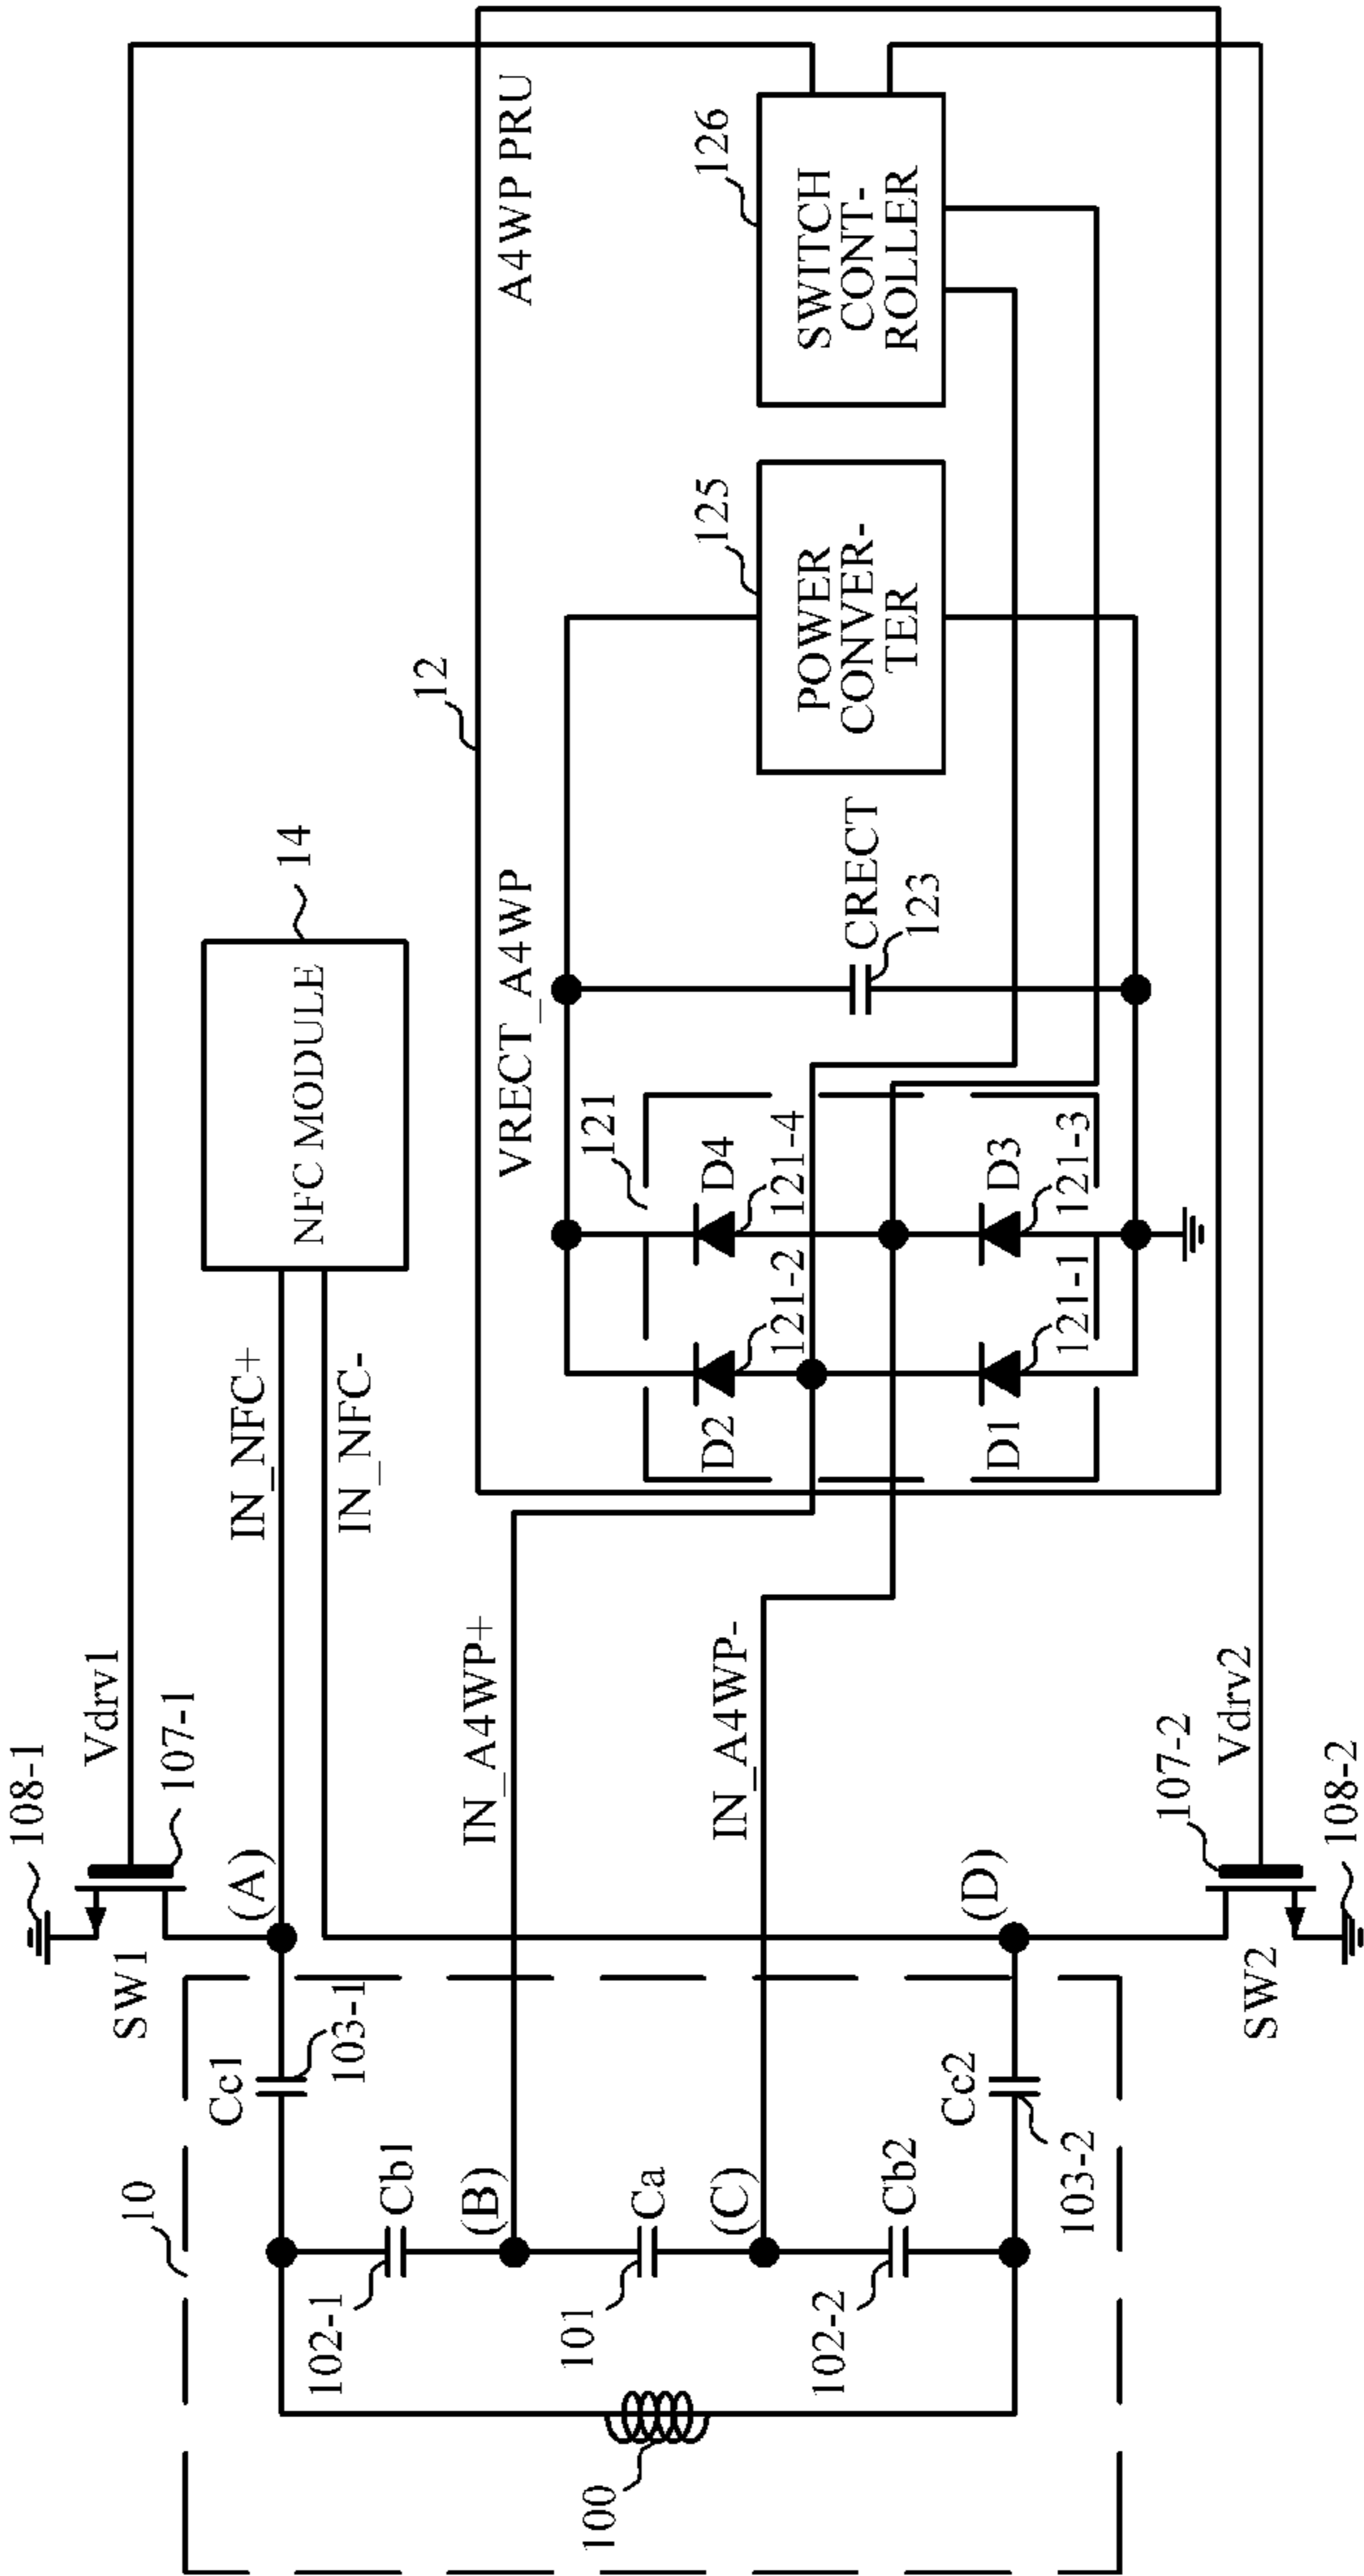 108-1
SW1
Vdrv1
107-1
(A)
IN_NFC+
IN_NFC-
NFC MODULE
14
10
Cc1
103-1
102-1
Cb1
(B)
IN_A4WP+
101
Ca
(C)
IN_A4WP-
102-2
Cb2
100
Cc2
103-2
(D)
107-2
Vdrv2
SW2
108-2
12
A4WP PRU
VRECT_A4WP
121
D2
121-2
D4
121-4
D1
121-1
D3
121-3
CRECT
123
125
POWER
CONVER-
TER
126
SWITCH
CONT-
ROLLER